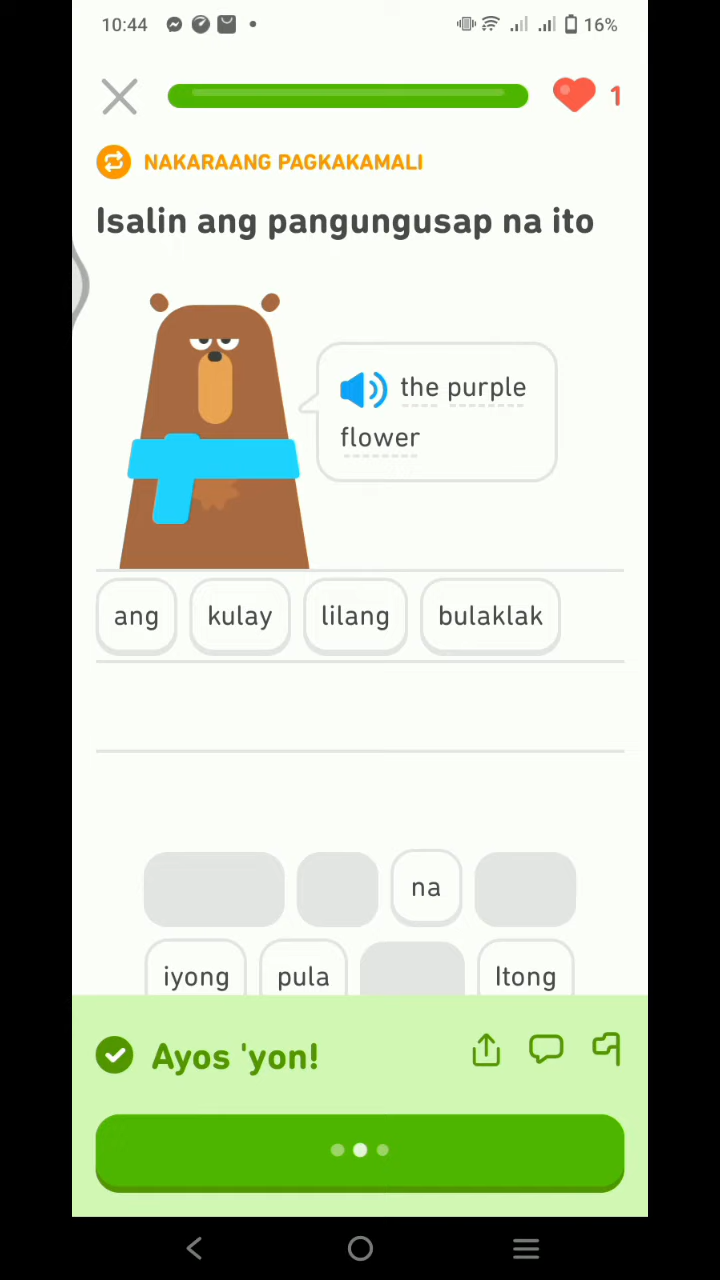 10:44
16%
1
NAKARAANG PAGKAKAMALI
Isalin ang pangungusap na ito
the purple
flower
ang kulay lilang bulaklak
na
iyong pula Itong
Ayos 'yon!